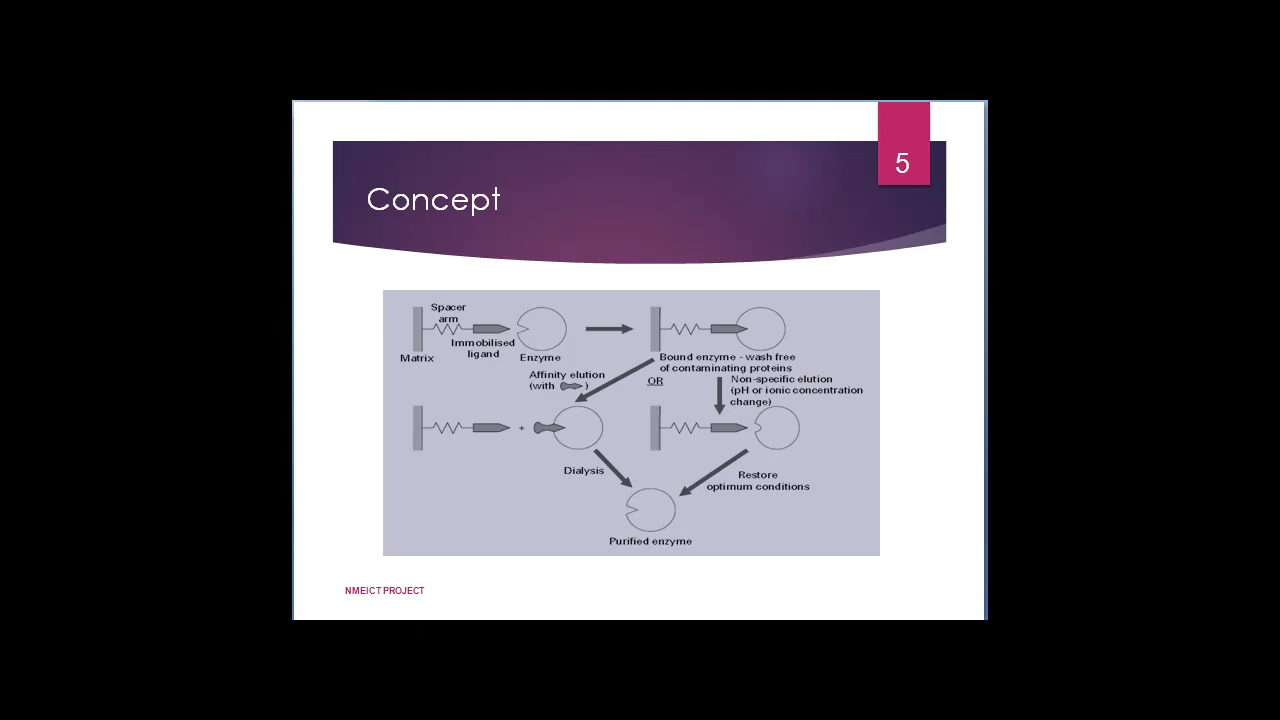 5
Concept
Spacer
arm
Immobilised
ligand
Matrix
Enzyme
Bound enzyme - wash free
of contaminating proteins
Affinity elution
(with )
OR
Non-specific elution
(pH or ionic concentration
change)
+
Dialysis
Restore
optimum conditions
Purified enzyme
NMEICT PROJECT